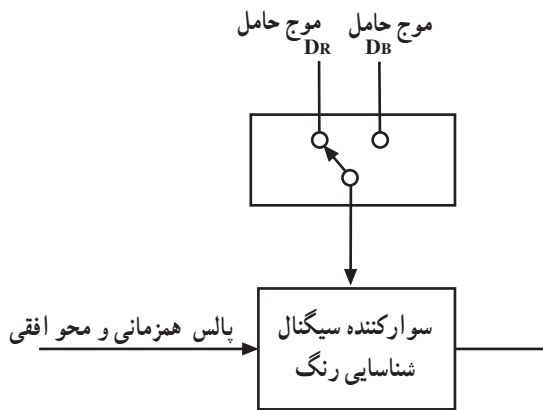 موج حامل
DR
موج حامل
DB
پالس همزمانی و محو افقی
سوارکننده سیگنال
شناسایی رنگ